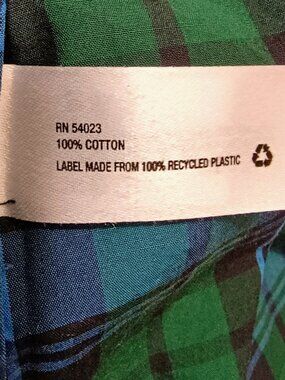 RN 54023
100% COTTON
LABEL MADE FROM 100% RECYCLED PLASTIC